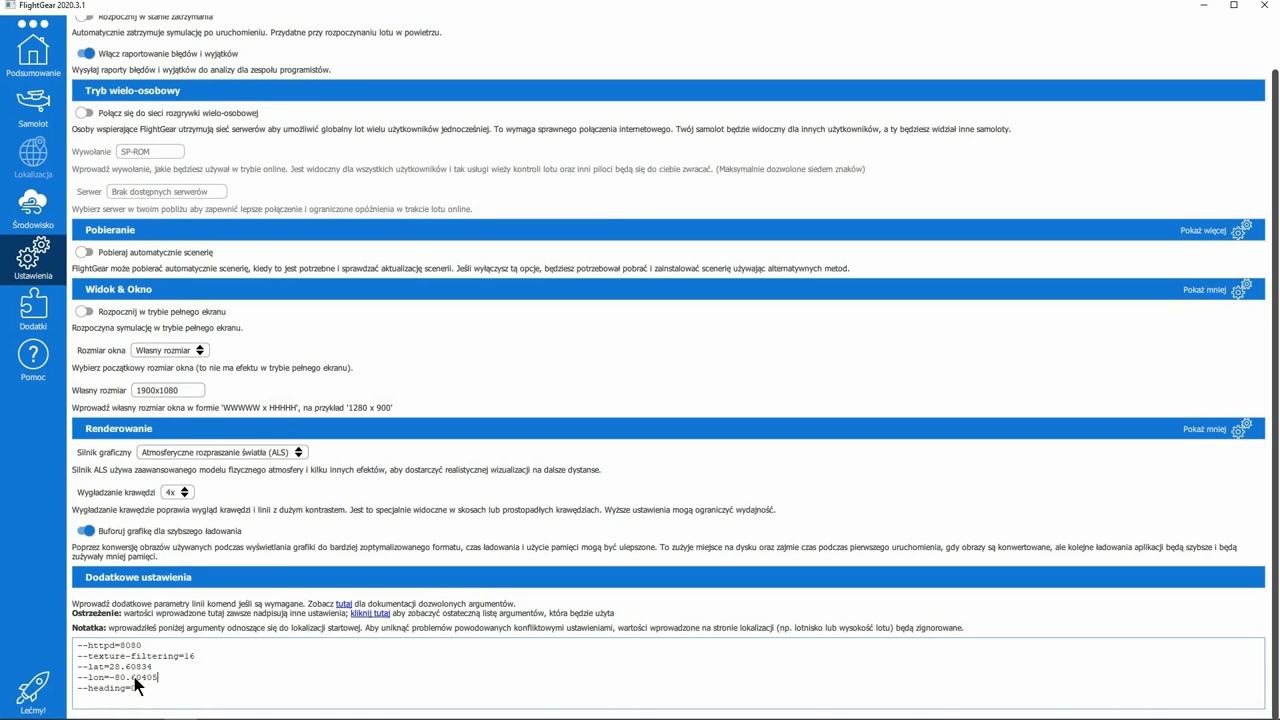 FlightGear 2020.3.1
Rozpocznij w stanie zatrzymania
Automatycznie zatrzymuje symulację po uruchomieniu. Przydatne przy rozpoczynaniu lotu w powietrzu.
Włącz raportowanie błędów i wyjątków
Wysyłaj raporty błędów i wyjątków do analizy dla zespołu programistów.
Tryb wielo-osobowy
Połącz się do sieci rozgrywki wielo-osobowej
Osoby wspierające FlightGear utrzymują sieć serwerów aby umożliwić globalny lot wielu użytkowników jednocześniej. To wymaga sprawnego połączenia internetowego. Twój samolot będzie widoczny dla innych użytkowników, a ty będziesz widział inne samoloty.
Wywołanie SP-ROM
Wprowadź wywołanie, jakie będziesz używał w trybie online. Jest widoczny dla wszystkich użytkowników i tak usługi wieży kontroli lotu oraz inni piloci będą się do ciebie zwracać. (Maksymalnie dozwolone siedem znaków)
Serwer Brak dostępnych serwerów
Wybierz serwer w twoim pobliżu aby zapewnić lepsze połączenie i ograniczone opóźnienia w trakcie lotu online.
Pobieranie Pokaż więcej
Pobieraj automatycznie scenerię
FlightGear może pobierać automatycznie scenerię, kiedy to jest potrzebne i sprawdzać aktualizację scenerii. Jeśli wyłączysz tą opcje, będziesz potrzebował pobrać i zainstalować scenerię używając alternatywnych metod.
Widok & Okno Pokaż mniej
Rozpocznij w trybie pełnego ekranu
Rozpoczyna symulację w trybie pełnego ekranu.
Rozmiar okna Własny rozmiar
Wybierz początkowy rozmiar okna (to nie ma efektu w trybie pełnego ekranu).
Własny rozmiar 1900x1080
Wprowadź własny rozmiar okna w formie 'WWWWW x HHHHH', na przykład '1280 x 900'
Renderowanie Pokaż mniej
Silnik graficzny Atmosferyczne rozpraszanie światła (ALS)
Silnik ALS używa zaawansowanego modelu fizycznego atmosfery i kilku innych efektów, aby dostarczyć realistycznej wizualizacji na dalsze dystanse.
Wygładzanie krawędzi 4x
Wygładzanie krawędzie poprawia wygląd krawędzi i linii z dużym kontrastem. Jest to specjalnie widoczne w skosach lub prostopadłych krawędziach. Wyższe ustawienia mogą ograniczyć wydajność.
Buforuj grafikę dla szybszego ładowania
Poprzez konwersję obrazów używanych podczas wyświetlania grafiki do bardziej zoptymalizowanego formatu, czas ładowania i użycie pamięci mogą być ulepszone. To zużyje miejsce na dysku oraz zajmie czas podczas pierwszego uruchomienia, gdy obrazy są konwertowane, ale kolejne ładowania aplikacji będą szybsze i będą
zużywały mniej pamięci.
Dodatkowe ustawienia
Wprowadź dodatkowe parametry linii komend jeśli są wymagane. Zobacz tutaj dla dokumentacji dozwolonych argumentów.
Ostrzeżenie: wartości wprowadzone tutaj zawsze nadpisują inne ustawienia; kliknij tutaj aby zobaczyć ostateczną listę argumentów, która będzie użyta
Notatka: wprowadziłeś poniżej argumenty odnoszące się do lokalizacji startowej. Aby uniknąć problemów powodowanych konfliktowymi ustawieniami, wartości wprowadzone na stronie lokalizacji (np. lotnisko lub wysokość lotu) będą zignorowane.
--httpd=8080
--texture-filtering=16
--lat=28.60834
--lon=-80.60405
--heading=
Podsumowanie
Samolot
Lokalizacja
Środowisko
Ustawienia
Dodatki
Pomoc
Lećmy!